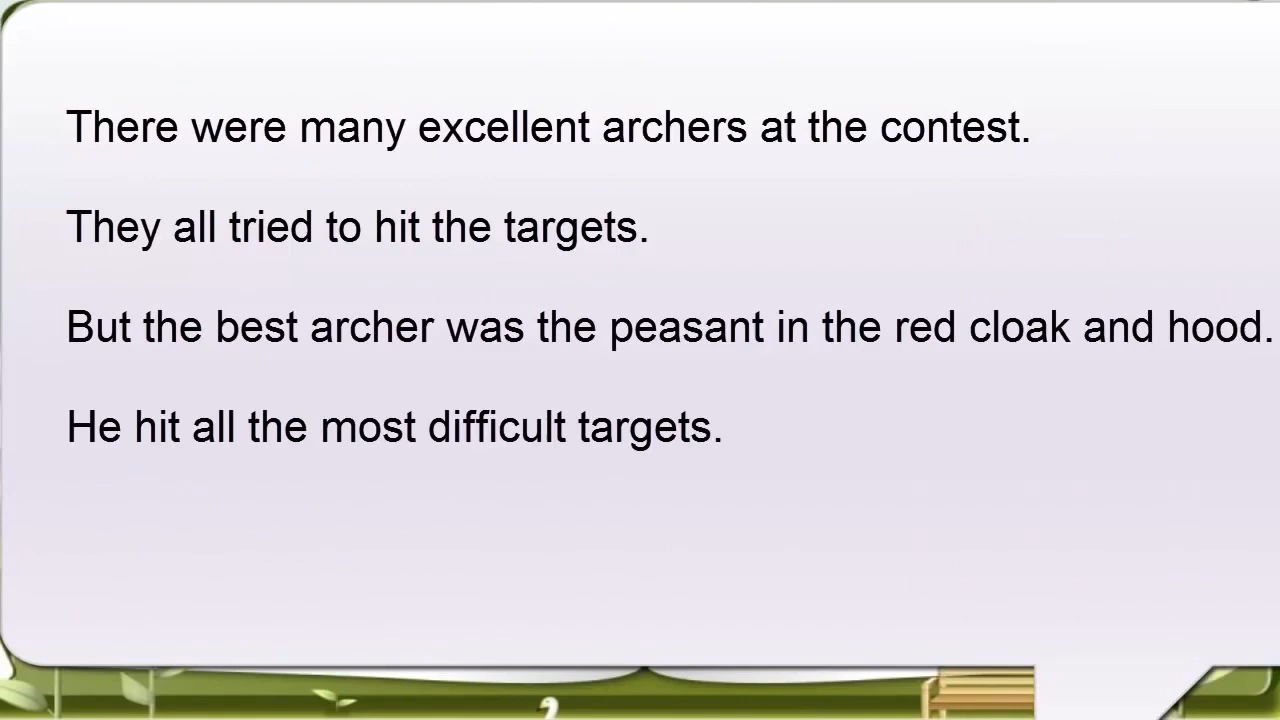 There were many excellent archers at the contest.
They all tried to hit the targets.
But the best archer was the peasant in the red cloak and hood.
He hit all the most difficult targets.